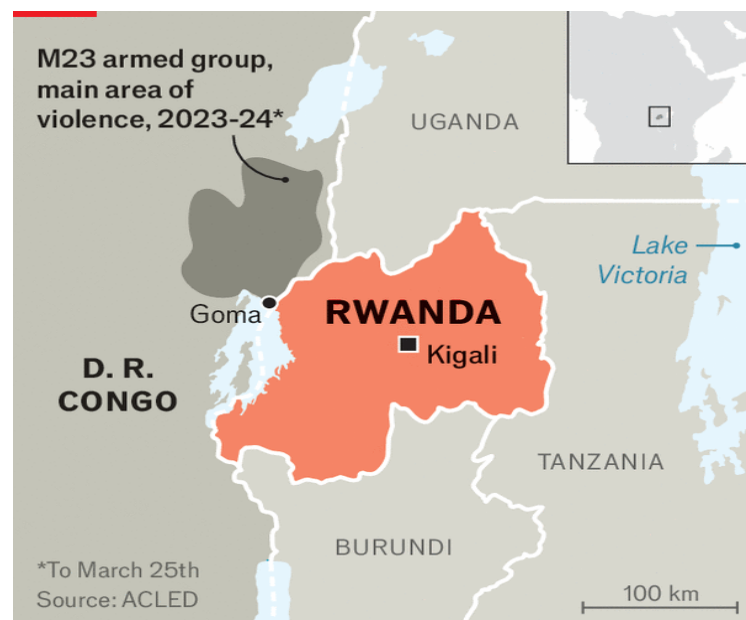 M23 armed group,
main area of
violence, 2023-24*
UGANDA
Lake
Victoria
Goma
RWANDA
Kigali
D. R.
CONGO
TANZANIA
BURUNDI
*To March 25th
Source: ACLED
100 km